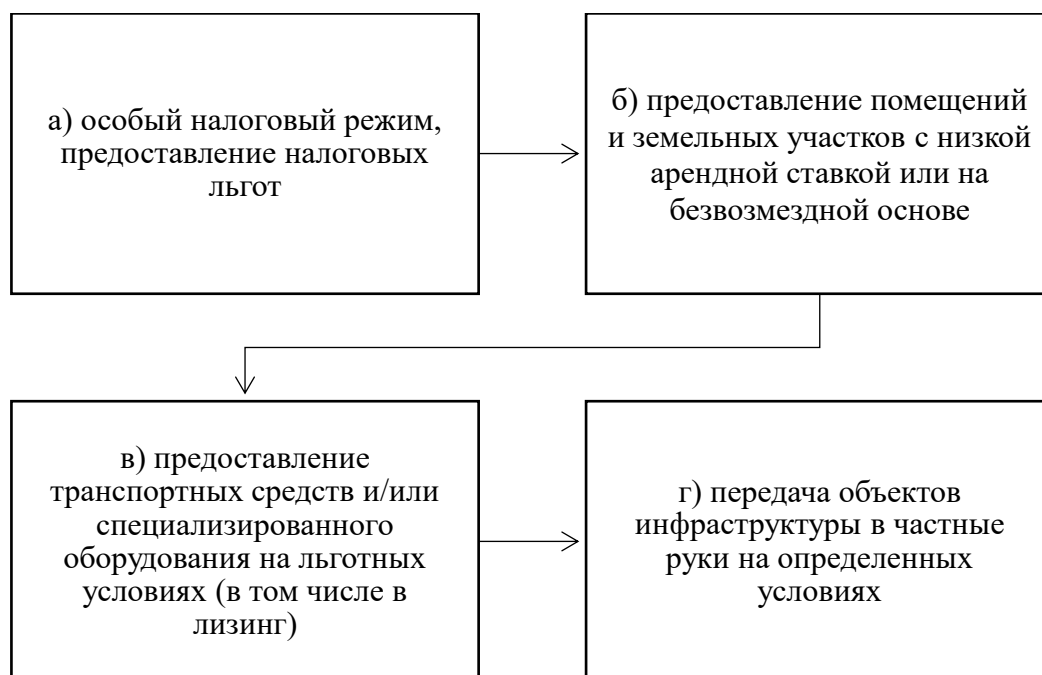 а) особый налоговый режим,
предоставление налоговых
льгот
б) предоставление помещений
и земельных участков с низкой
арендной ставкой или на
безвозмездной основе
в) предоставление
транспортных средств и/или
специализированного
оборудования на льготных
условиях (в том числе в
лизинг)
г) передача объектов
инфраструктуры в частные
руки на определенных
условиях